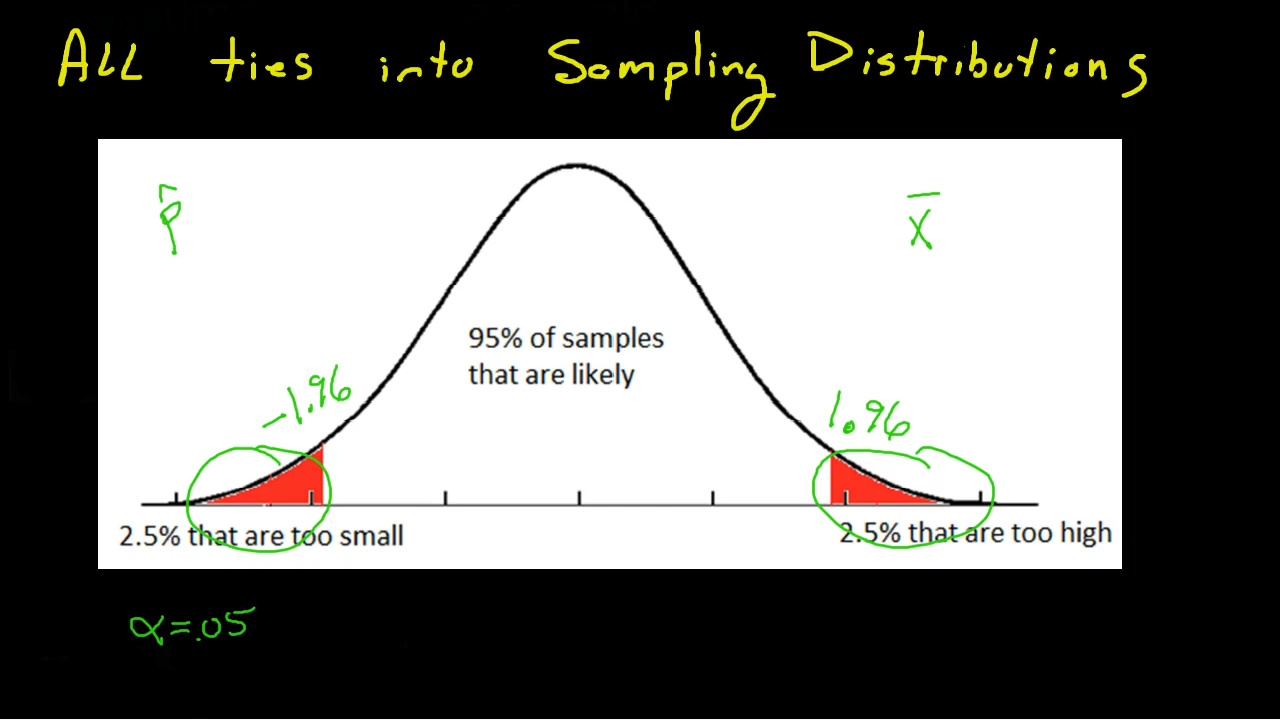 ALL ties into Sampling Distributions
p̂
x̄
95% of samples
that are likely
-1.96
1.96
2.5% that are too small
2.5% that are too high
α=.05